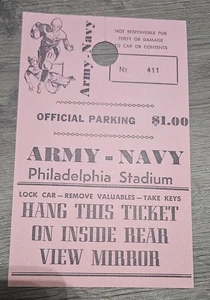 NOT RESPONSIBLE FOR
THEFT OR DAMAGE
TO CAR OR CONTENTS
Army-Navy
No 411
OFFICIAL PARKING $1.00
ARMY - NAVY
Philadelphia Stadium
LOCK CAR—REMOVE VALUABLES—TAKE KEYS
HANG THIS TICKET
ON INSIDE REAR
VIEW MIRROR